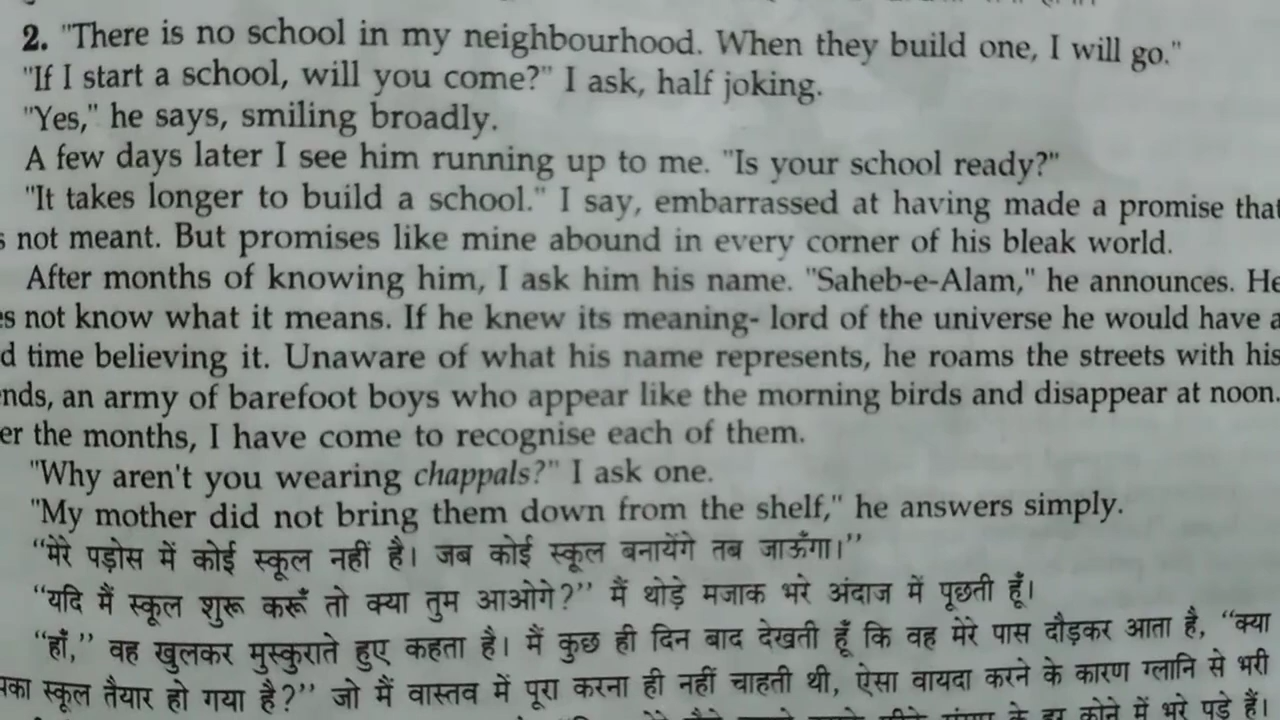 2. "There is no school in my neighbourhood. When they build one, I will go."
"If I start a school, will you come?" I ask, half joking.
"Yes," he says, smiling broadly.
A few days later I see him running up to me. "Is your school ready?"
"It takes longer to build a school." I say, embarrassed at having made a promise that
s not meant. But promises like mine abound in every corner of his bleak world.
After months of knowing him, I ask him his name. "Saheb-e-Alam," he announces. He
es not know what it means. If he knew its meaning- lord of the universe he would have a
d time believing it. Unaware of what his name represents, he roams the streets with his
ends, an army of barefoot boys who appear like the morning birds and disappear at noon.
er the months, I have come to recognise each of them.
"Why aren't you wearing chappals?" I ask one.
"My mother did not bring them down from the shelf," he answers simply.
“मेरे पड़ोस में कोई स्कूल नहीं है। जब कोई स्कूल बनायेंगे तब जाऊँगा।”
“यदि मैं स्कूल शुरू करूँ तो क्या तुम आओगे?” मैं थोड़े मजाक भरे अंदाज में पूछती हूँ।
“हाँ,” वह खुलकर मुस्कुराते हुए कहता है। मैं कुछ ही दिन बाद देखती हूँ कि वह मेरे पास दौड़कर आता है, “क्या
पका स्कूल तैयार हो गया है?” जो मैं वास्तव में पूरा करना ही नहीं चाहती थी, ऐसा वायदा करने के कारण ग्लानि से भरी
के हर कोने में भरे पड़े हैं।